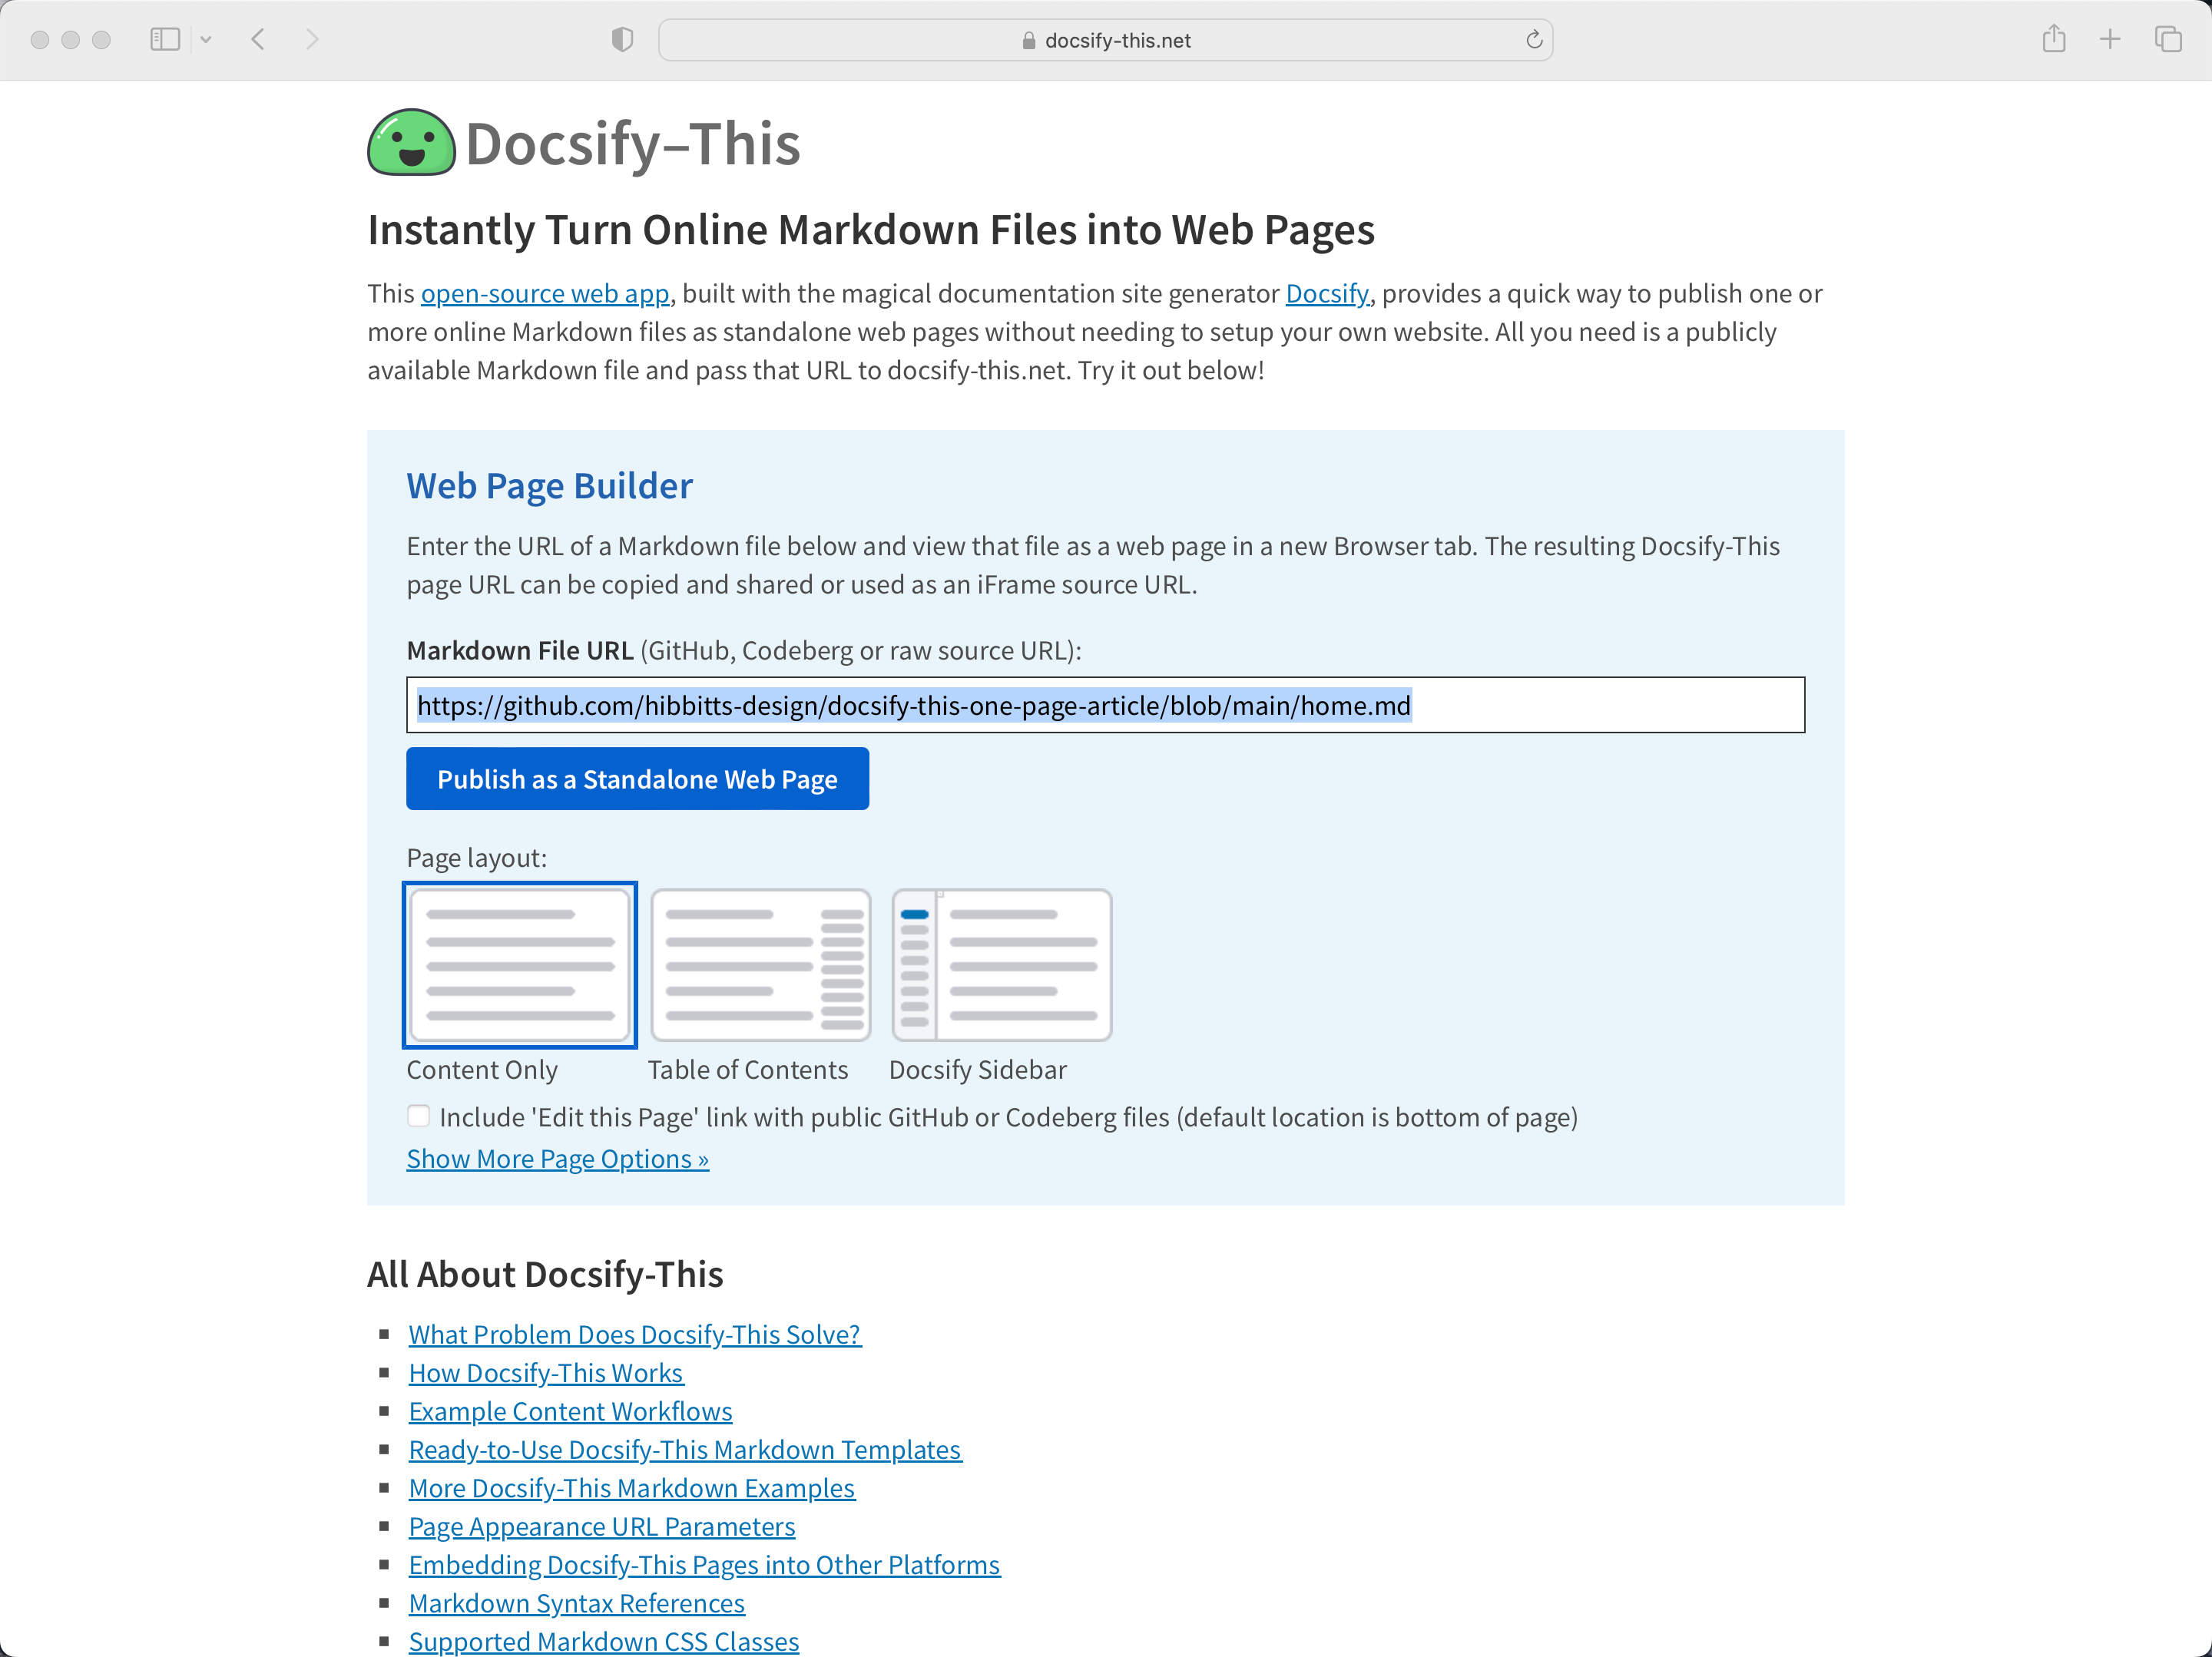 docsify-this.net
Docsify–This
Instantly Turn Online Markdown Files into Web Pages
This open-source web app, built with the magical documentation site generator Docsify, provides a quick way to publish one or
more online Markdown files as standalone web pages without needing to setup your own website. All you need is a publicly
available Markdown file and pass that URL to docsify-this.net. Try it out below!
Web Page Builder
Enter the URL of a Markdown file below and view that file as a web page in a new Browser tab. The resulting Docsify-This
page URL can be copied and shared or used as an iFrame source URL.
Markdown File URL (GitHub, Codeberg or raw source URL):
https://github.com/hibbitts-design/docsify-this-one-page-article/blob/main/home.md
Publish as a Standalone Web Page
Page layout:
Content Only Table of Contents Docsify Sidebar
Include 'Edit this Page' link with public GitHub or Codeberg files (default location is bottom of page)
Show More Page Options »
All About Docsify-This
What Problem Does Docsify-This Solve?
How Docsify-This Works
Example Content Workflows
Ready-to-Use Docsify-This Markdown Templates
More Docsify-This Markdown Examples
Page Appearance URL Parameters
Embedding Docsify-This Pages into Other Platforms
Markdown Syntax References
Supported Markdown CSS Classes